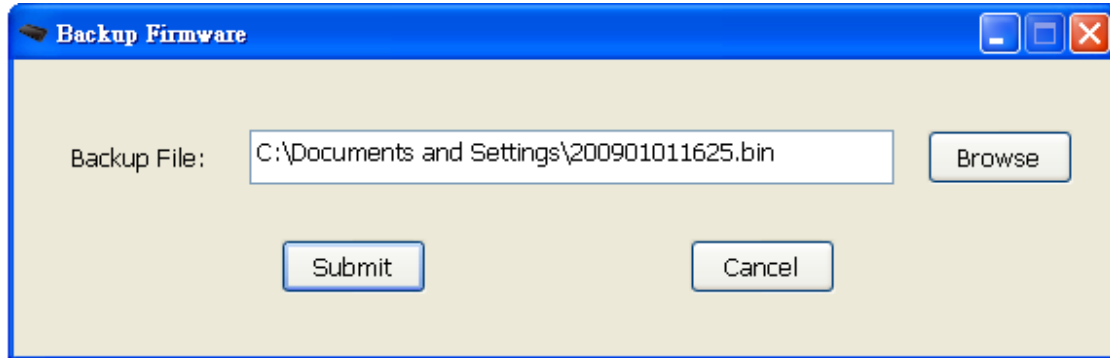 Backup Firmware
Backup File: C:\Documents and Settings\200901011625.bin Browse
Submit Cancel